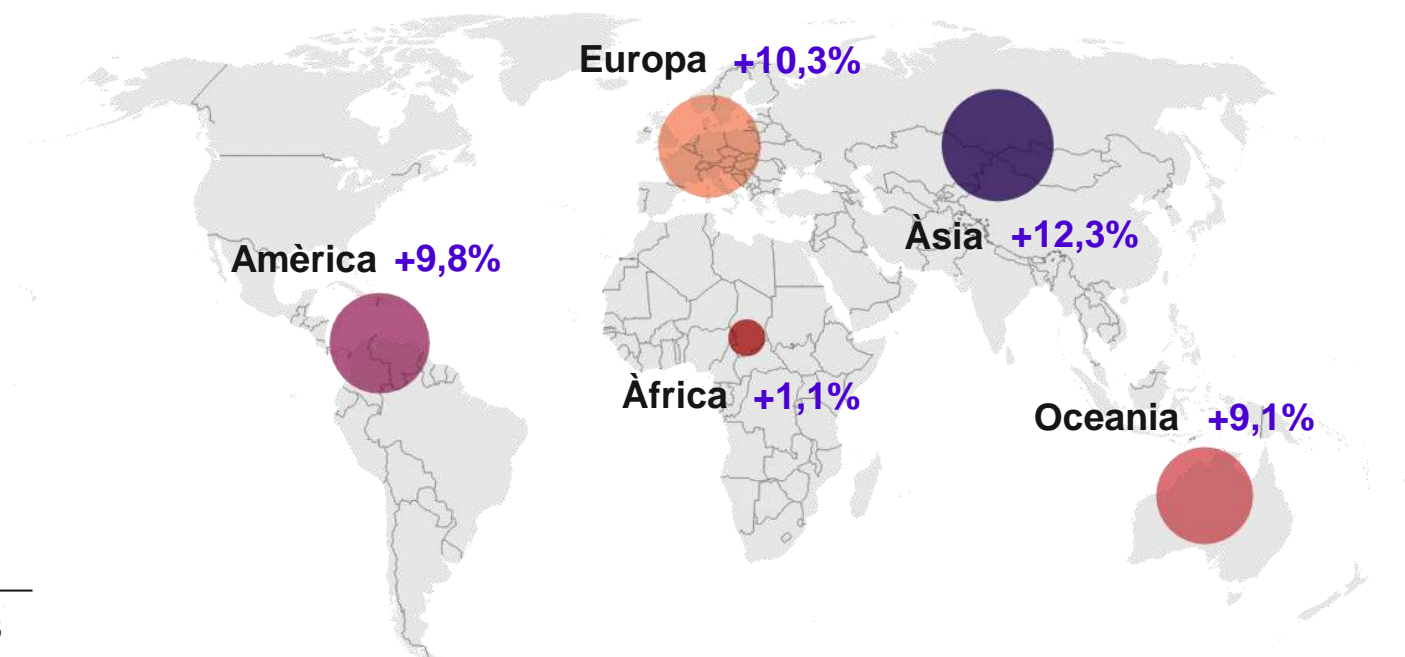 Europa +10,3%
Àsia +12,3%
Amèrica +9,8%
Àfrica +1,1%
Oceania +9,1%